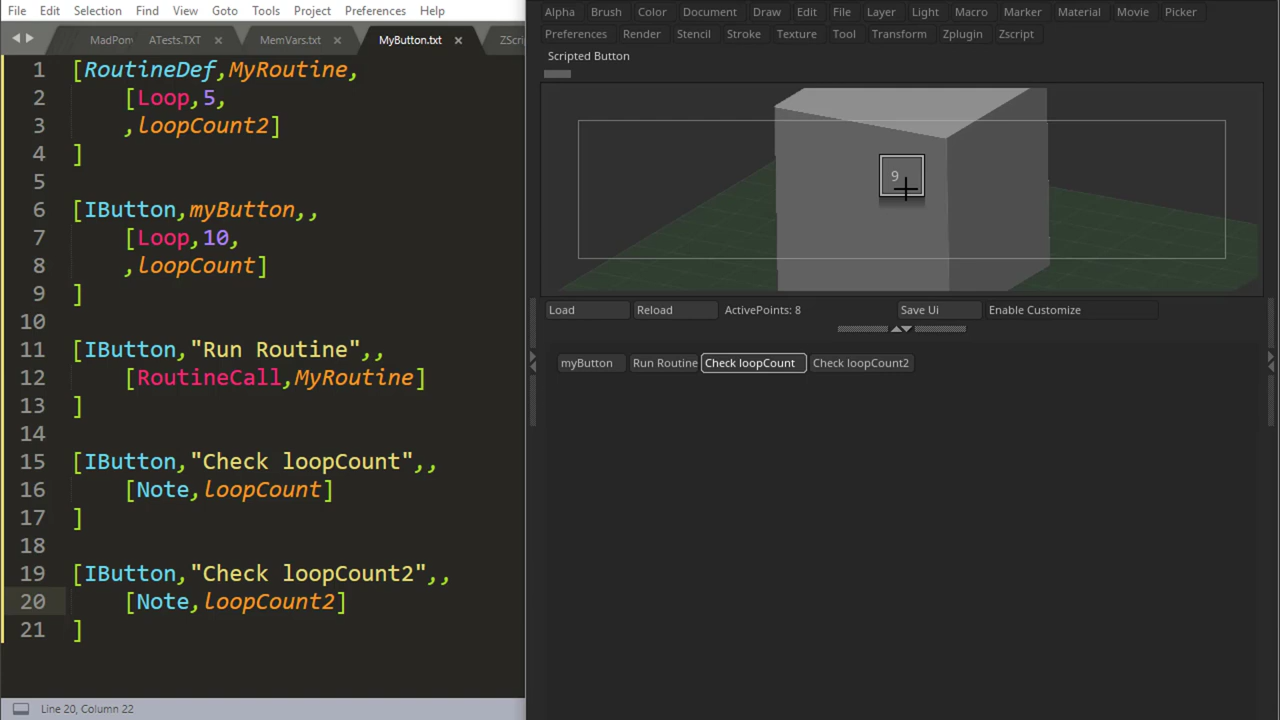 File Edit Selection Find View Goto Tools Project Preferences Help
MadPom ATests.TXT × MemVars.txt × MyButton.txt × ZScri
1 [RoutineDef,MyRoutine,
2 [Loop,5,
3 ,loopCount2]
4 ]
5
6 [IButton,myButton,,
7 [Loop,10,
8 ,loopCount]
9 ]
10
11 [IButton,"Run Routine",,
12 [RoutineCall,MyRoutine]
13 ]
14
15 [IButton,"Check loopCount",,
16 [Note,loopCount]
17 ]
18
19 [IButton,"Check loopCount2",,
20 [Note,loopCount2]
21 ]
Line 20, Column 22
Alpha Brush Color Document Draw Edit File Layer Light Macro Marker Material Movie Picker
Preferences Render Stencil Stroke Texture Tool Transform Zplugin Zscript
Scripted Button
9
Load Reload ActivePoints: 8 Save Ui Enable Customize
myButton Run Routine Check loopCount Check loopCount2